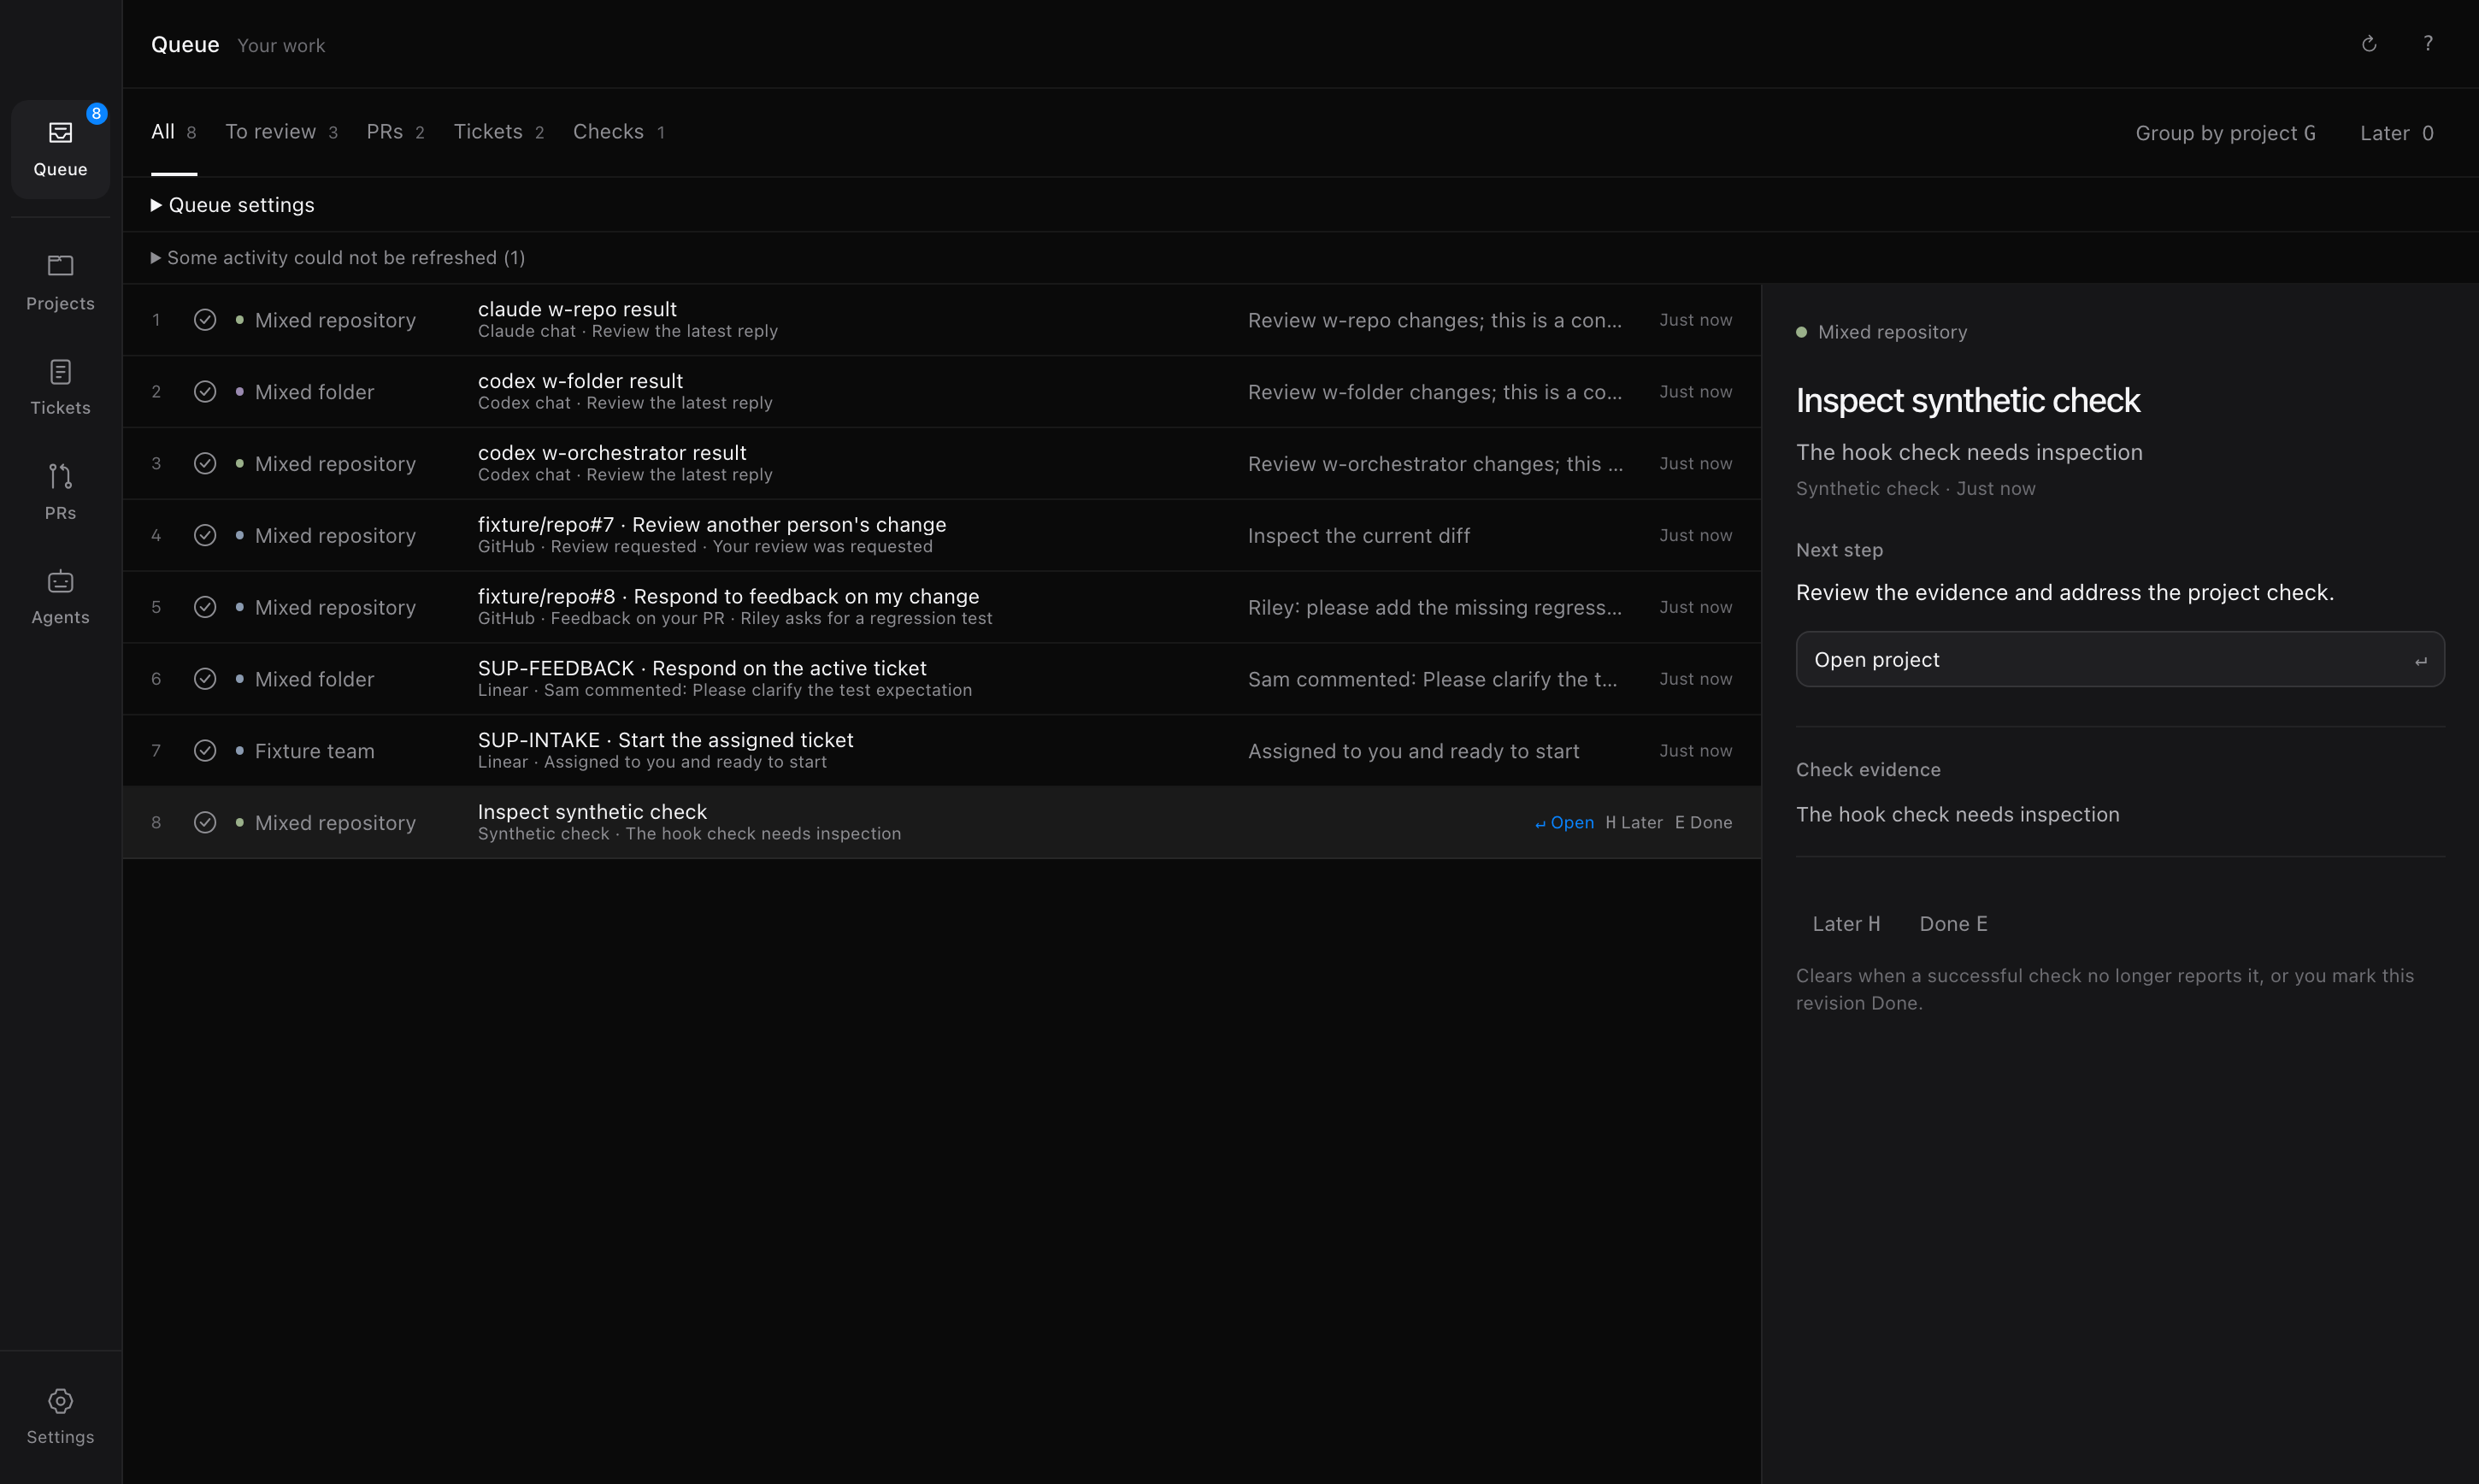 Queue Your work ?
8
Queue
Projects
Tickets
PRs
Agents
Settings
All 8 To review 3 PRs 2 Tickets 2 Checks 1 Group by project G Later 0
Queue settings
Some activity could not be refreshed (1)
1 Mixed repository claude w-repo result Review w-repo changes; this is a con... Just now
Claude chat · Review the latest reply
2 Mixed folder codex w-folder result Review w-folder changes; this is a co... Just now
Codex chat · Review the latest reply
3 Mixed repository codex w-orchestrator result Review w-orchestrator changes; this ... Just now
Codex chat · Review the latest reply
4 Mixed repository fixture/repo#7 · Review another person's change Inspect the current diff Just now
GitHub · Review requested · Your review was requested
5 Mixed repository fixture/repo#8 · Respond to feedback on my change Riley: please add the missing regress... Just now
GitHub · Feedback on your PR · Riley asks for a regression test
6 Mixed folder SUP-FEEDBACK · Respond on the active ticket Sam commented: Please clarify the t... Just now
Linear · Sam commented: Please clarify the test expectation
7 Fixture team SUP-INTAKE · Start the assigned ticket Assigned to you and ready to start Just now
Linear · Assigned to you and ready to start
8 Mixed repository Inspect synthetic check ↵ Open H Later E Done
Synthetic check · The hook check needs inspection
Mixed repository
Inspect synthetic check
The hook check needs inspection
Synthetic check · Just now
Next step
Review the evidence and address the project check.
Open project ↵
Check evidence
The hook check needs inspection
Later H Done E
Clears when a successful check no longer reports it, or you mark this
revision Done.